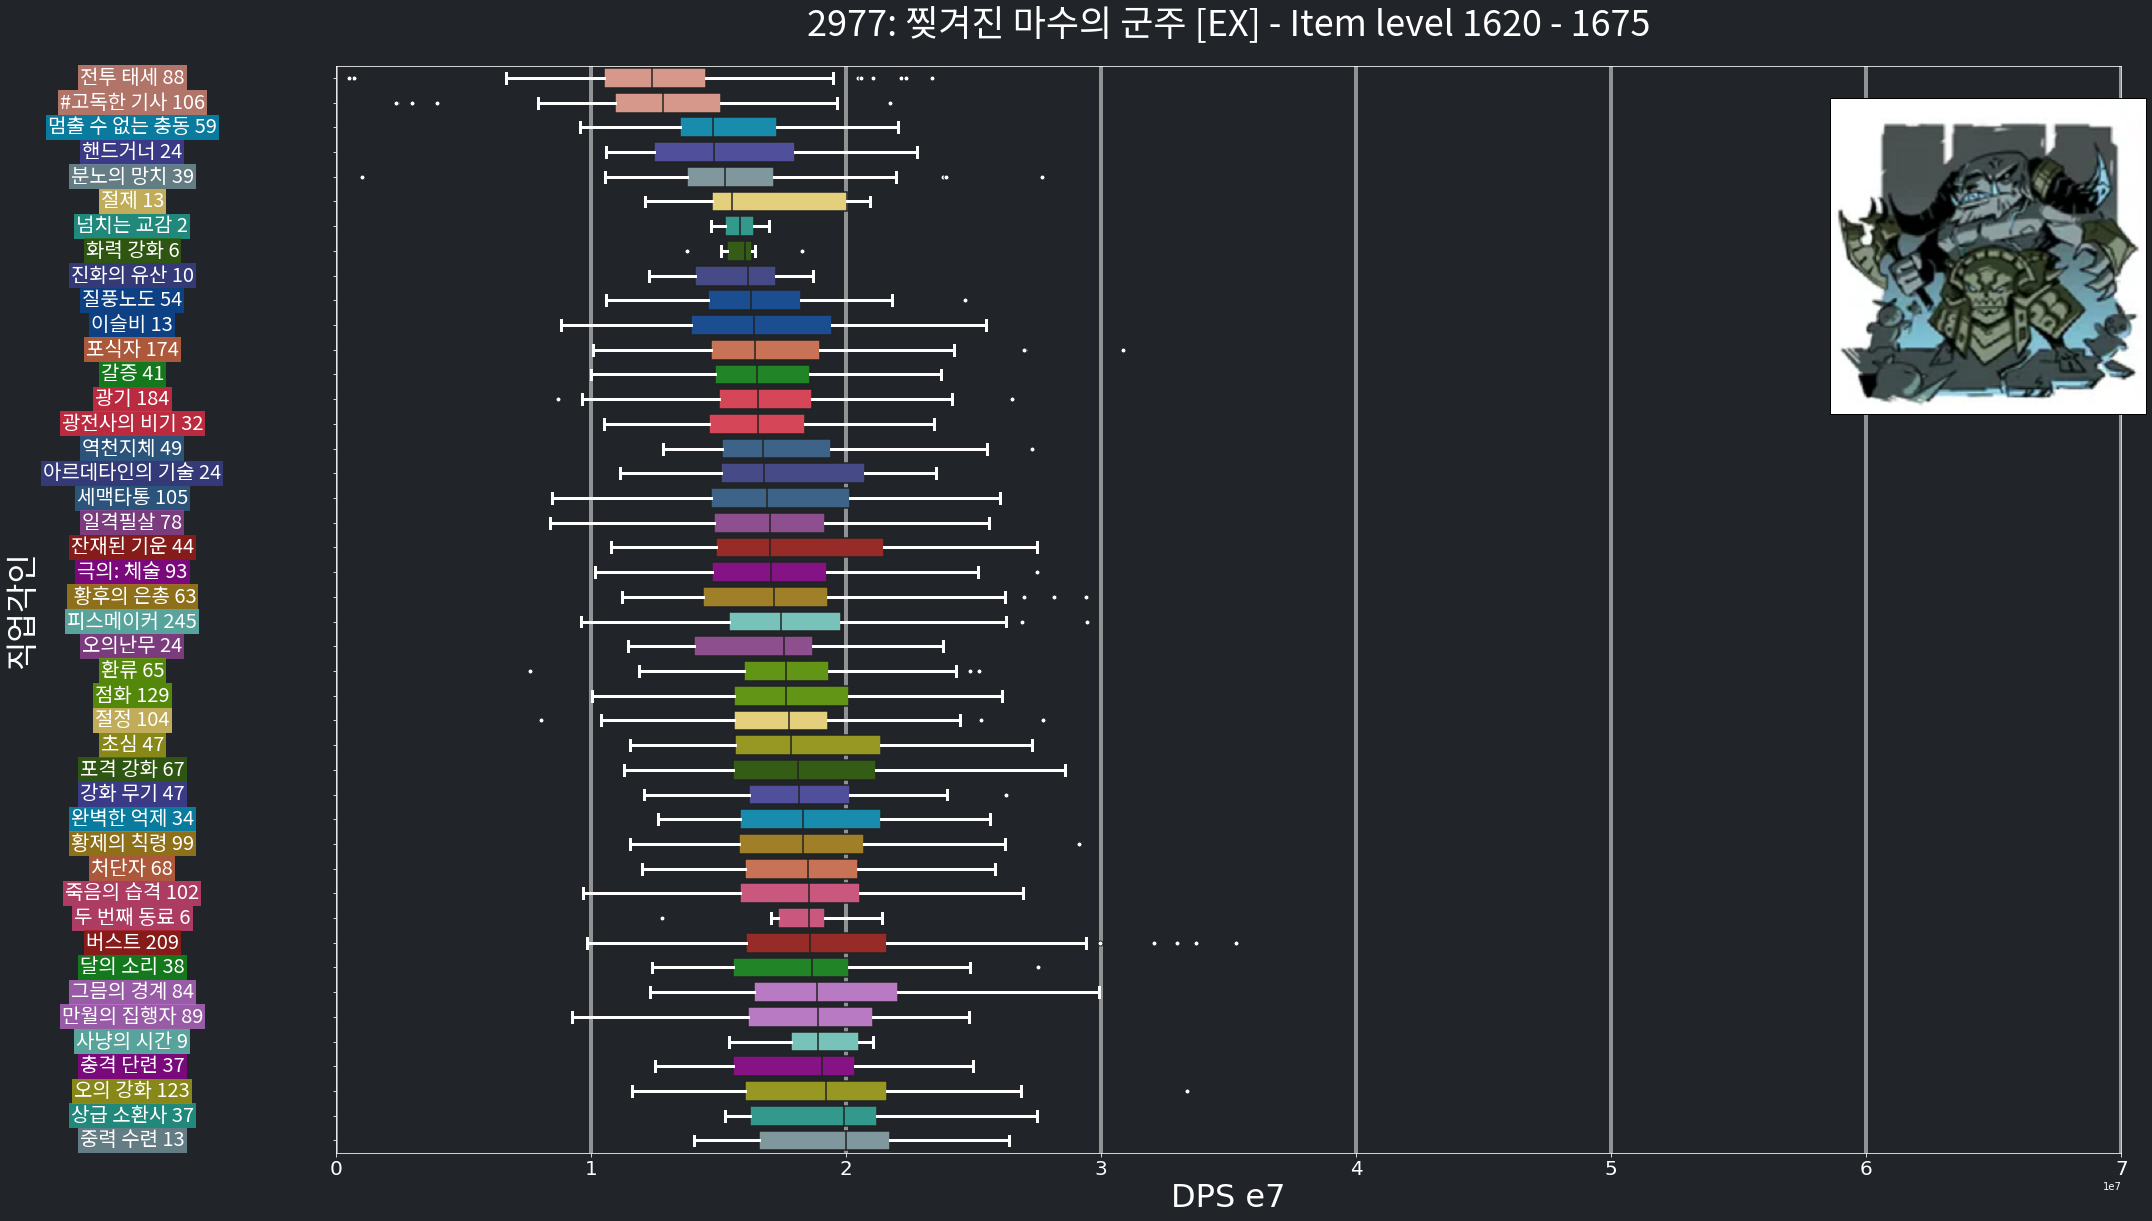 2977: 찢겨진 마수의 군주 [EX] - Item level 1620 - 1675
전투 태세 88
#고독한 기사 106
멈출 수 없는 충동 59
핸드거너 24
분노의 망치 39
절제 13
넘치는 교감 2
화력 강화 6
진화의 유산 10
질풍노도 54
이슬비 13
포식자 174
갈증 41
광기 184
광전사의 비기 32
역천지체 49
아르데타인의 기술 24
세맥타통 105
일격필살 78
잔재된 기운 44
극의: 체술 93
황후의 은총 63
피스메이커 245
오의난무 24
환류 65
점화 129
절정 104
초심 47
포격 강화 67
강화 무기 47
완벽한 억제 34
황제의 칙령 99
처단자 68
죽음의 습격 102
두 번째 동료 6
버스트 209
달의 소리 38
그믐의 경계 84
만월의 집행자 89
사냥의 시간 9
충격 단련 37
오의 강화 123
상급 소환사 37
중력 수련 13
직업각인
0 1 2 3 4 5 6 7
1e7
DPS e7